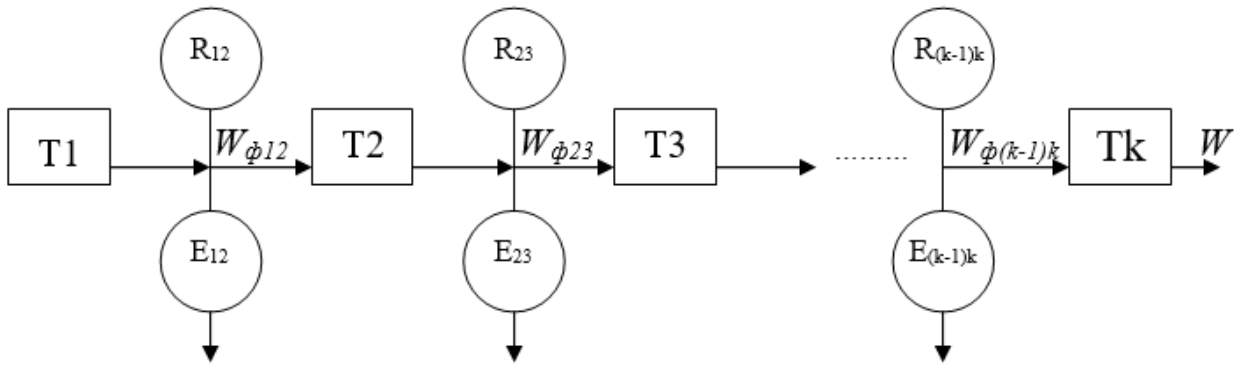 R12 R23 R(k-1)k
T1 Wф12 T2 Wф23 T3 ......... Wф(k-1)k Tk W
E12 E23 E(k-1)k